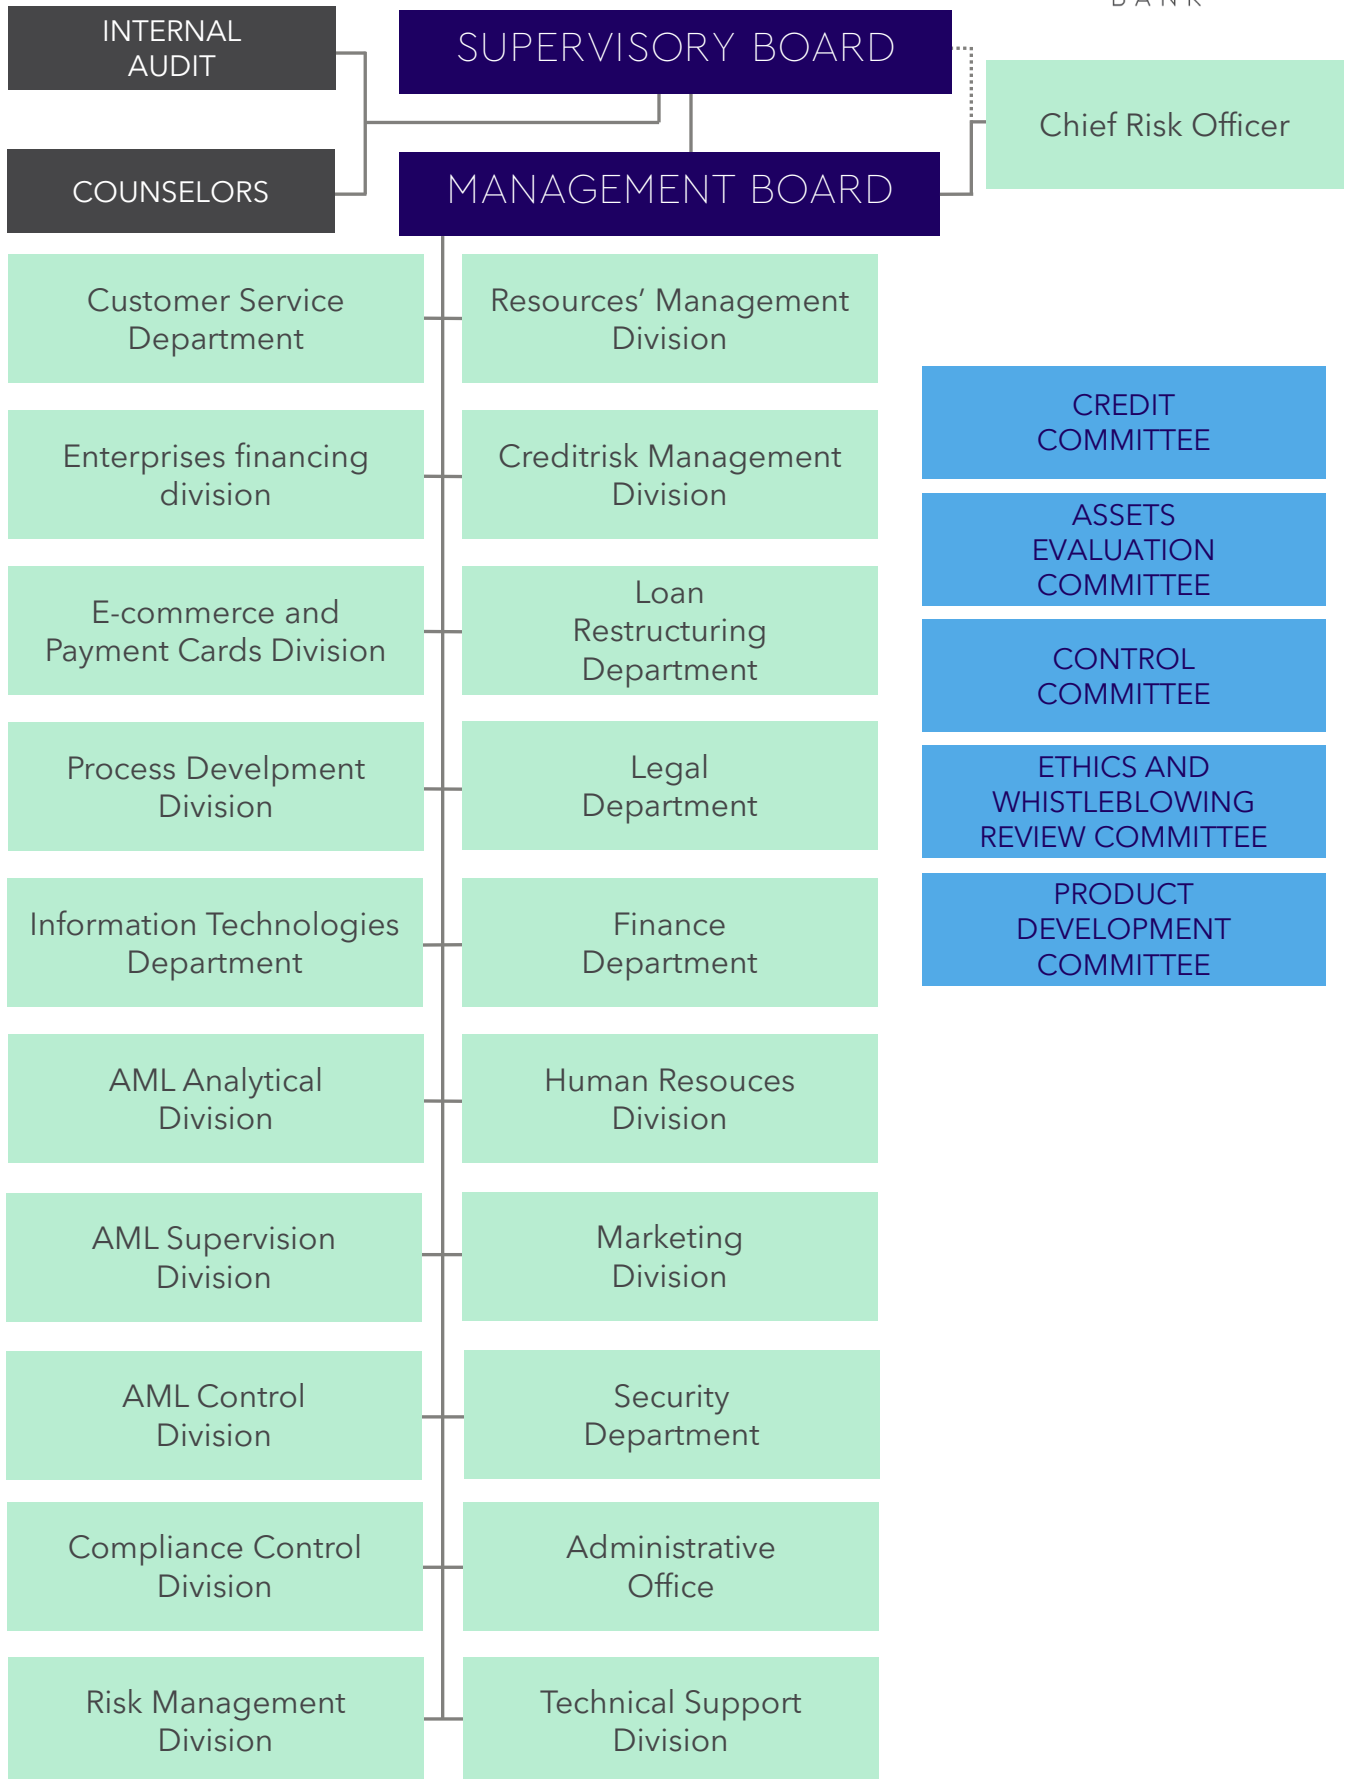 BANK
INTERNAL
AUDIT
SUPERVISORY BOARD
Chief Risk Officer
COUNSELORS
MANAGEMENT BOARD
Customer Service
Department
Resources’ Management
Division
Enterprises financing
division
Creditrisk Management
Division
E-commerce and
Payment Cards Division
Loan
Restructuring
Department
Process Develpment
Division
Legal
Department
Information Technologies
Department
Finance
Department
AML Analytical
Division
Human Resouces
Division
AML Supervision
Division
Marketing
Division
AML Control
Division
Security
Department
Compliance Control
Division
Administrative
Office
Risk Management
Division
Technical Support
Division
CREDIT
COMMITTEE
ASSETS
EVALUATION
COMMITTEE
CONTROL
COMMITTEE
ETHICS AND
WHISTLEBLOWING
REVIEW COMMITTEE
PRODUCT
DEVELOPMENT
COMMITTEE